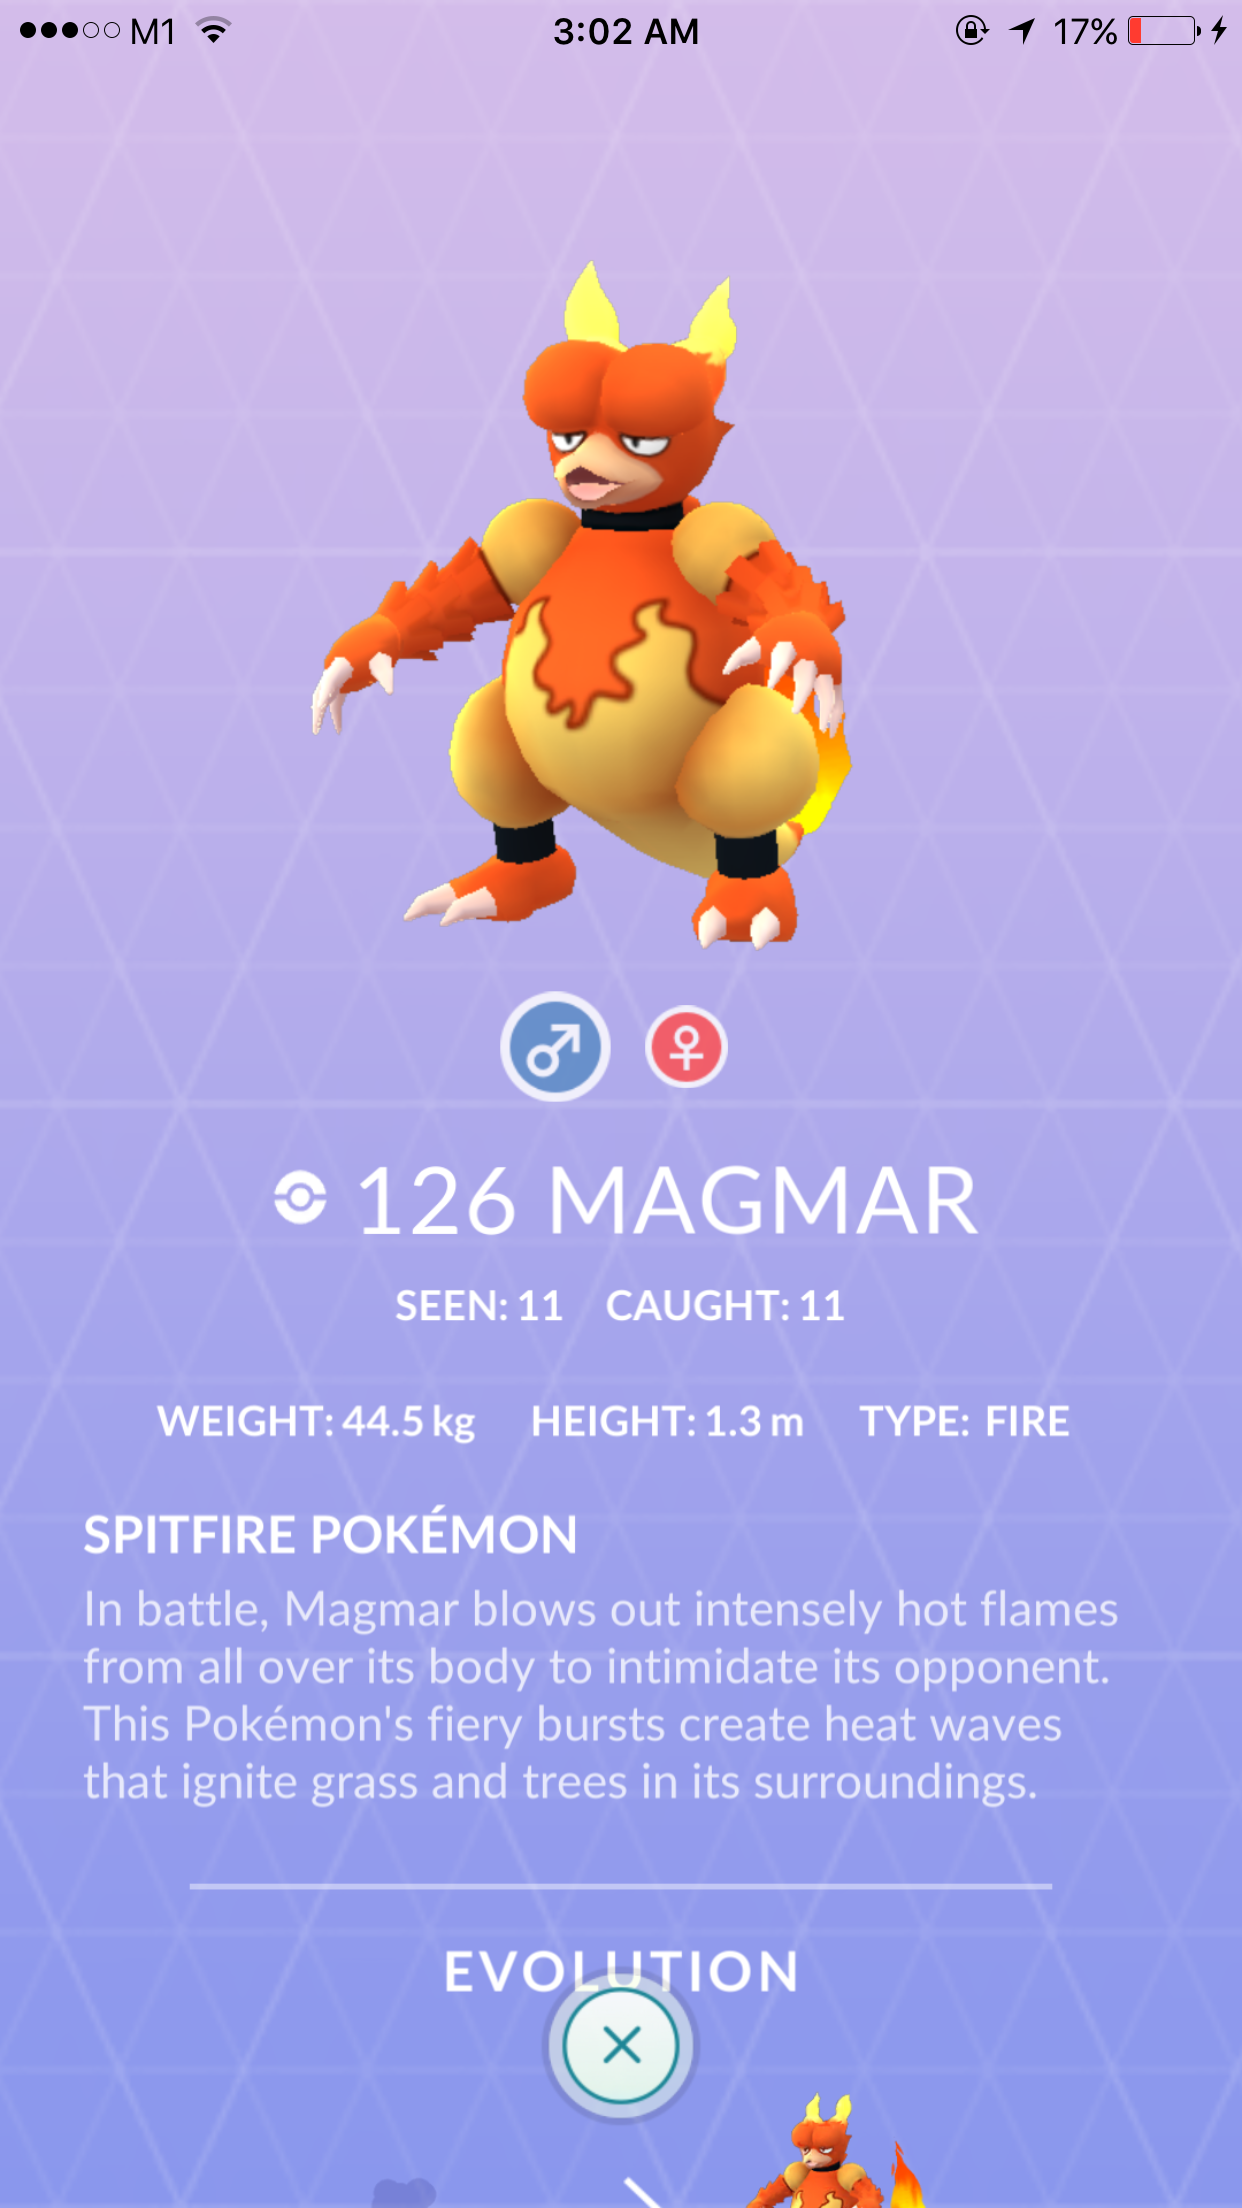 M1 3:02 AM 17%
126 MAGMAR
SEEN: 11 CAUGHT: 11
WEIGHT: 44.5 kg HEIGHT: 1.3 m TYPE: FIRE
SPITFIRE POKÉMON
In battle, Magmar blows out intensely hot flames
from all over its body to intimidate its opponent.
This Pokémon's fiery bursts create heat waves
that ignite grass and trees in its surroundings.
EVOLUTION